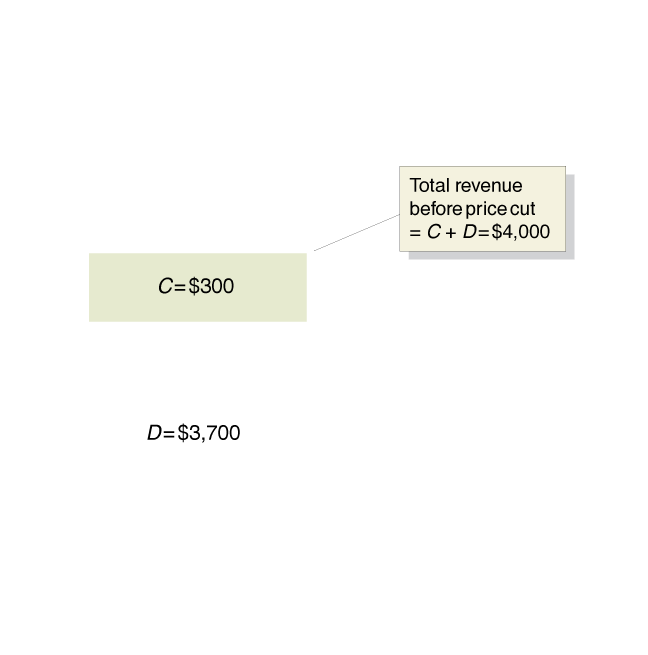 Total revenue
before price cut
= C + D=$4,000
C=$300
D=$3,700